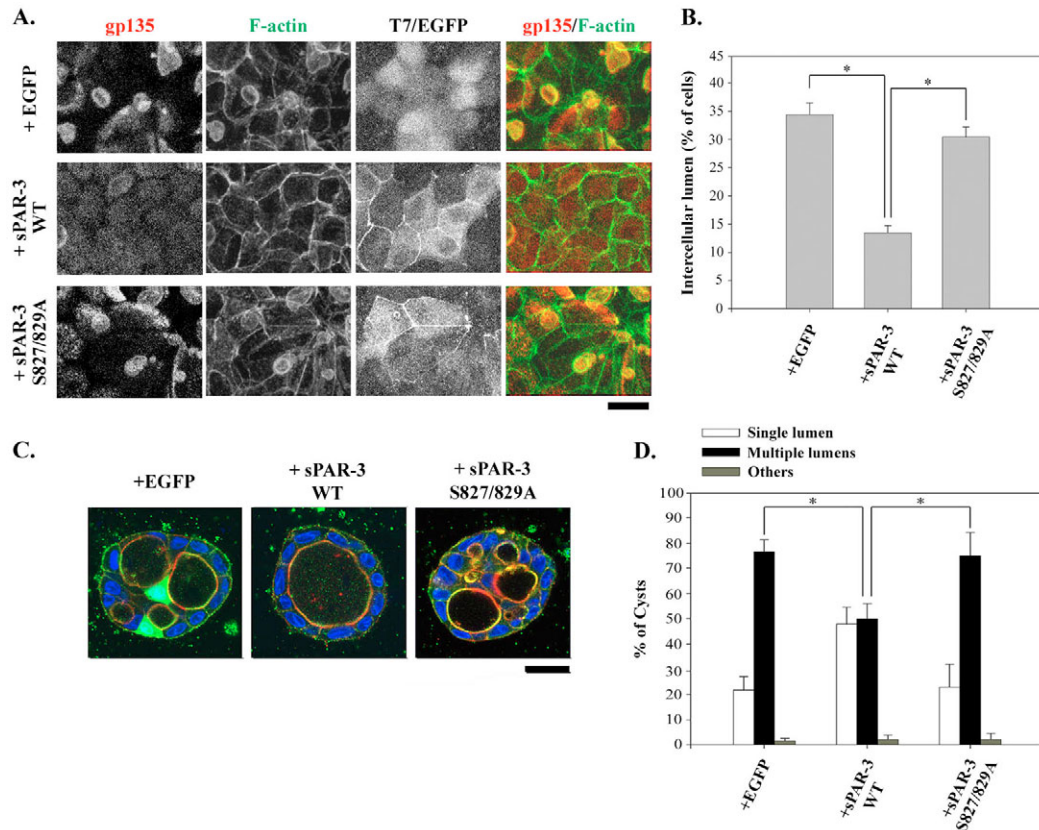 A.
gp135
F-actin
T7/EGFP
gp135/F-actin
+ EGFP
+ sPAR-3
WT
+ sPAR-3
S827/829A
B.
Intercellular lumen (% of cells)
45
40
35
30
25
20
15
10
5
0
*
*
+EGFP
+sPAR-3
WT
+sPAR-3
S827/829A
C.
+EGFP
+ sPAR-3
WT
+ sPAR-3
S827/829A
D.
Single lumen
Multiple lumens
Others
% of Cysts
100
90
80
70
60
50
30
20
10
0
*
*
+EGFP
+sPAR-3
WT
+sPAR-3
S827/829A